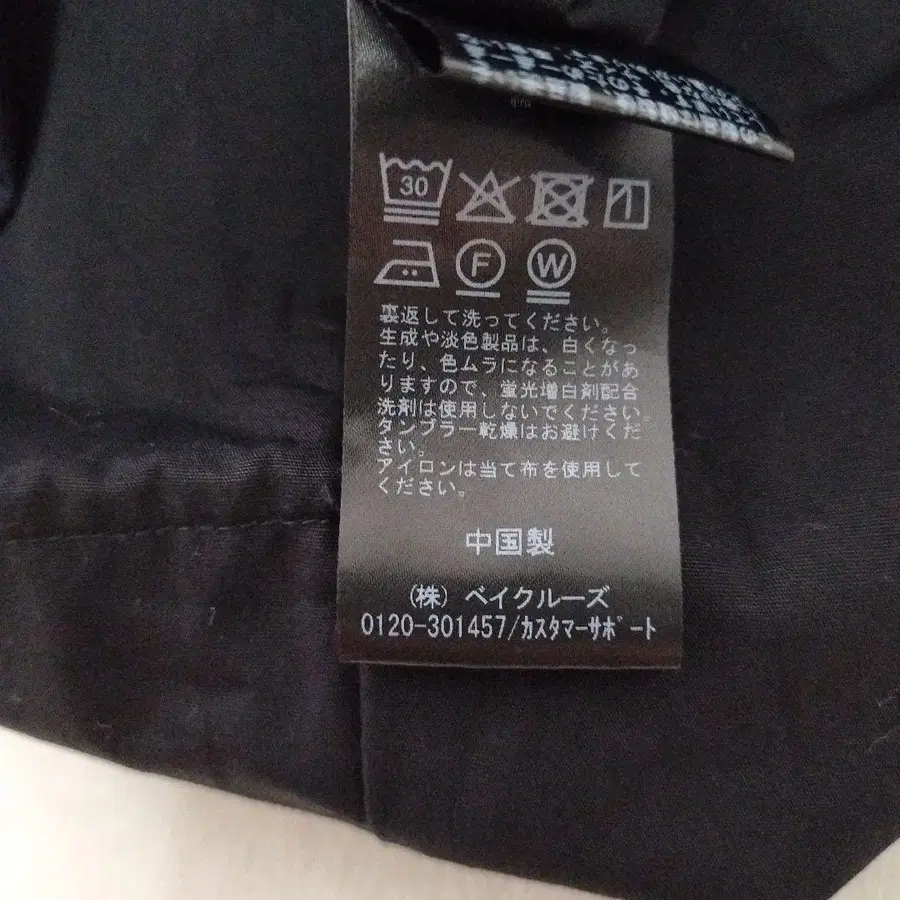 30
F W
裏返して洗ってください。
生成や淡色製品は、白くなっ
たり、色ムラになることがあ
りますので、蛍光増白剤配合
洗剤は使用しないでください。
タンブラー乾燥はお避けくだ
さい。
アイロンは当て布を使用して
ください。
中国製
(株) ベイクルーズ
0120-301457/カスタマーサポート